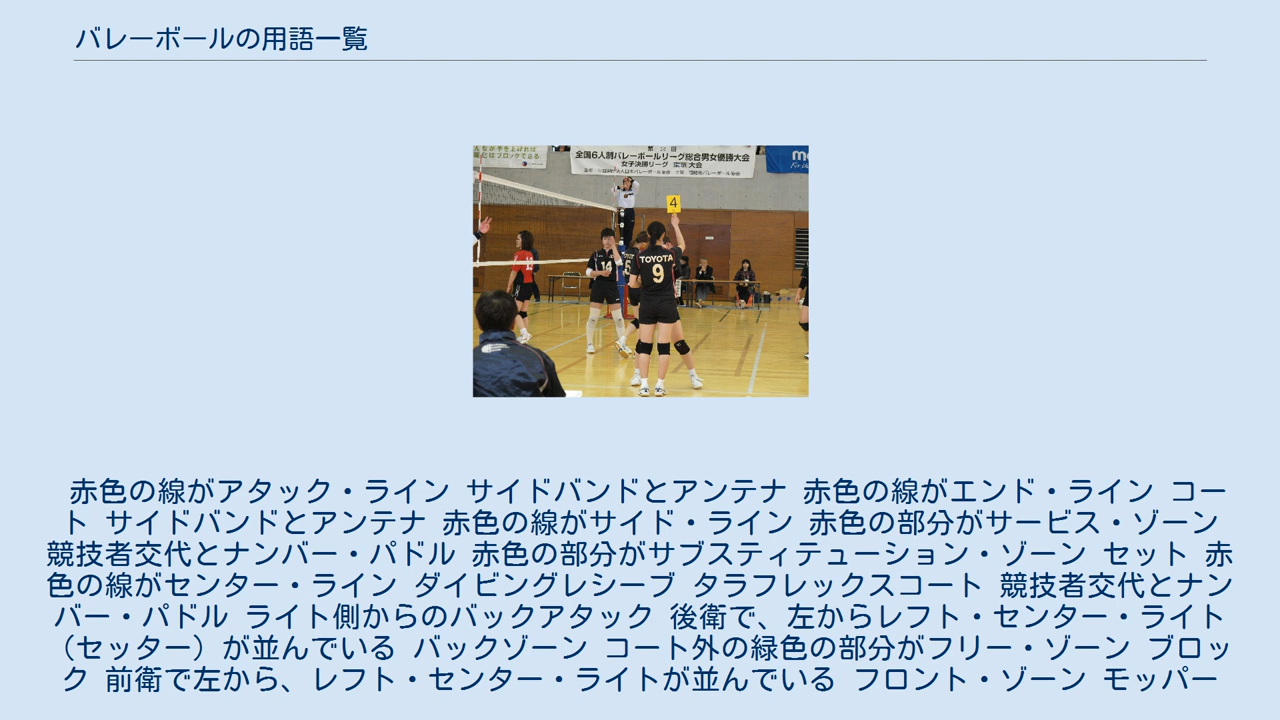 バレーボールの用語一覧
全国6人制バレーボールリーグ総合男女優勝大会
女子決勝リーグ 大会
4
14
TOYOTA
9
赤色の線がアタック・ライン サイドバンドとアンテナ 赤色の線がエンド・ライン コー
ト サイドバンドとアンテナ 赤色の線がサイド・ライン 赤色の部分がサービス・ゾーン
競技者交代とナンバー・パドル 赤色の部分がサブスティテューション・ゾーン セット 赤
色の線がセンター・ライン ダイビングレシーブ タラフレックスコート 競技者交代とナン
バー・パドル ライト側からのバックアタック 後衛で、左からレフト・センター・ライト
（セッター）が並んでいる バックゾーン コート外の緑色の部分がフリー・ゾーン ブロッ
ク 前衛で左から、レフト・センター・ライトが並んでいる フロント・ゾーン モッパー